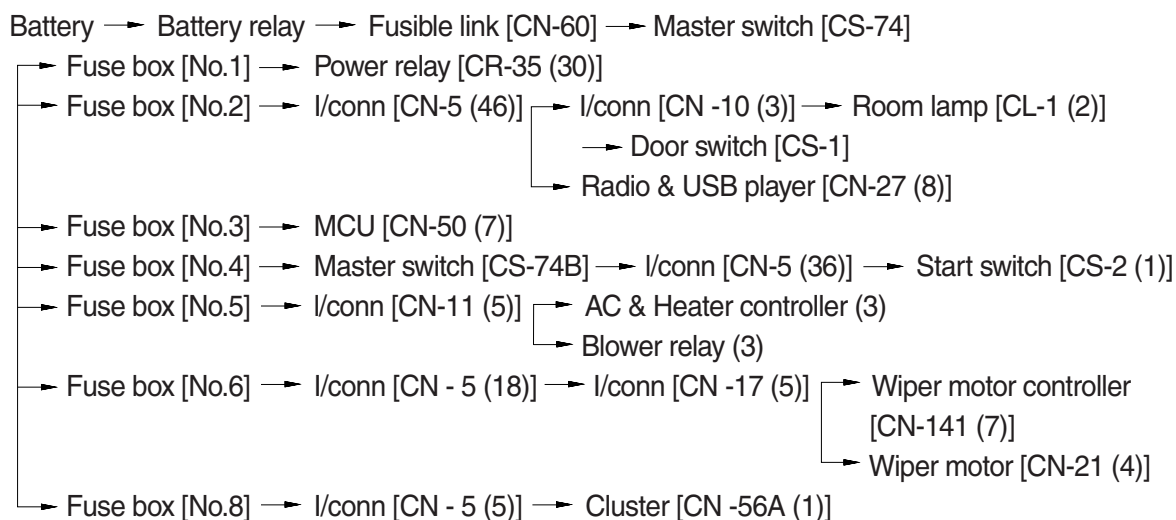 Battery → Battery relay → Fusible link [CN-60] → Master switch [CS-74]
→ Fuse box [No.1] → Power relay [CR-35 (30)]
→ Fuse box [No.2] → I/conn [CN-5 (46)] → I/conn [CN -10 (3)] → Room lamp [CL-1 (2)]
→ Door switch [CS-1]
→ Radio & USB player [CN-27 (8)]
→ Fuse box [No.3] → MCU [CN-50 (7)]
→ Fuse box [No.4] → Master switch [CS-74B] → I/conn [CN-5 (36)] → Start switch [CS-2 (1)]
→ Fuse box [No.5] → I/conn [CN-11 (5)] → AC & Heater controller (3)
→ Blower relay (3)
→ Fuse box [No.6] → I/conn [CN - 5 (18)] → I/conn [CN -17 (5)] → Wiper motor controller
[CN-141 (7)]
→ Wiper motor [CN-21 (4)]
→ Fuse box [No.8] → I/conn [CN - 5 (5)] → Cluster [CN -56A (1)]